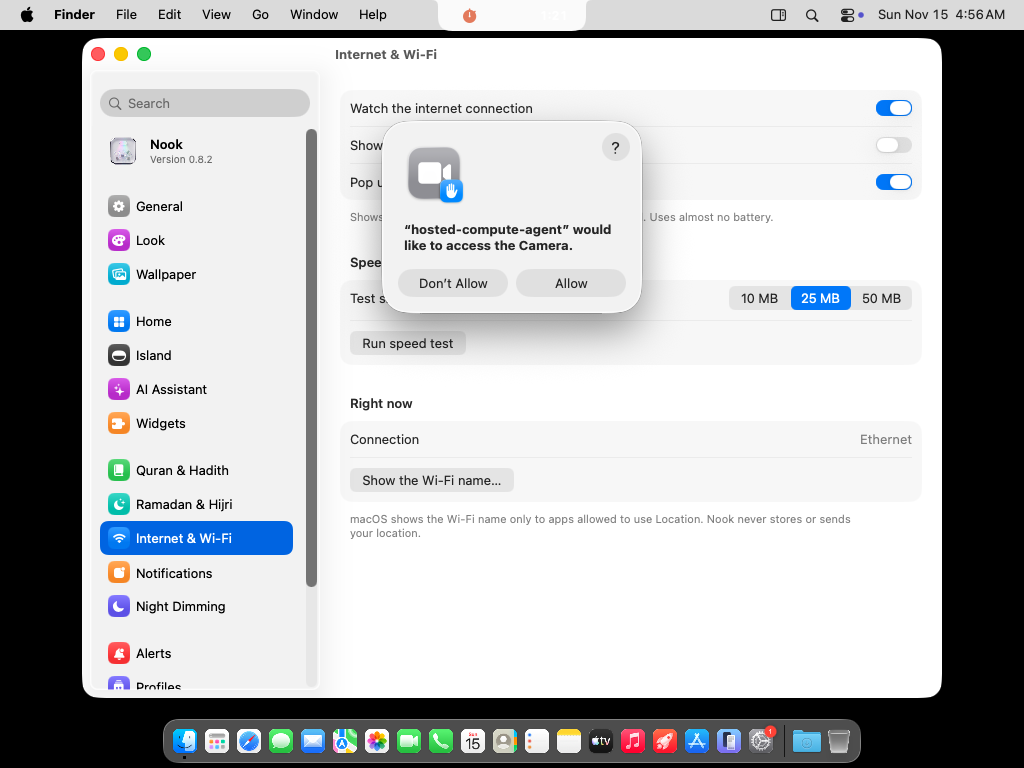 Finder File Edit View Go Window Help
Sun Nov 15 4:56 AM
Internet & Wi-Fi
Search
Nook
Version 0.8.2
General
Look
Wallpaper
Home
Island
AI Assistant
Widgets
Quran & Hadith
Ramadan & Hijri
Internet & Wi-Fi
Notifications
Night Dimming
Alerts
Profiles
Watch the internet connection
Show
Pop u
Shows
. Uses almost no battery.
?
“hosted-compute-agent” would
like to access the Camera.
Don’t Allow
Allow
Spee
Test s
10 MB 25 MB 50 MB
Run speed test
Right now
Connection Ethernet
Show the Wi-Fi name...
macOS shows the Wi-Fi name only to apps allowed to use Location. Nook never stores or sends
your location.
15
tv
1